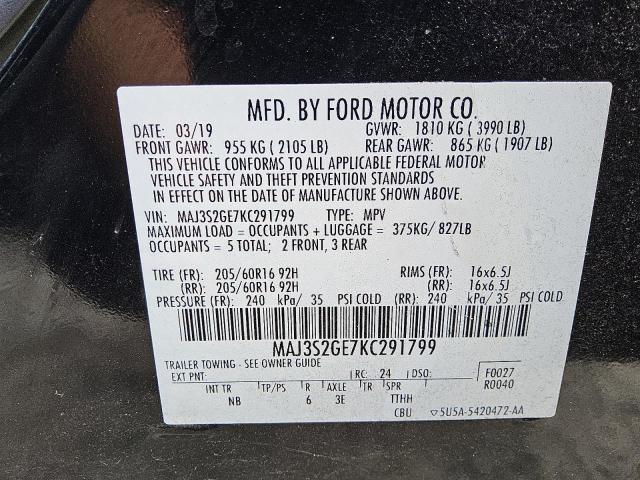 MFD. BY FORD MOTOR CO.
DATE: 03/19 GVWR: 1810 KG ( 3990 LB)
FRONT GAWR: 955 KG ( 2105 LB) REAR GAWR: 865 KG ( 1907 LB)
THIS VEHICLE CONFORMS TO ALL APPLICABLE FEDERAL MOTOR
VEHICLE SAFETY AND THEFT PREVENTION STANDARDS
IN EFFECT ON THE DATE OF MANUFACTURE SHOWN ABOVE.
VIN: MAJ3S2GE7KC291799 TYPE: MPV
MAXIMUM LOAD = OCCUPANTS + LUGGAGE = 375KG/ 827LB
OCCUPANTS = 5 TOTAL; 2 FRONT, 3 REAR
TIRE (FR): 205/60R16 92H RIMS (FR): 16x6.5J
(RR): 205/60R16 92H (RR): 16x6.5J
PRESSURE (FR): 240 kPa/ 35 PSI COLD (RR): 240 kPa/ 35 PSI COLD
MAJ3S2GE7KC291799
TRAILER TOWING - SEE OWNER GUIDE
EXT PNT: RC: 24 DSO: F0027
R0040
INT TR TP/PS R AXLE TR SPR
NB 6 3E TTHH
CBU ▽5U5A-5420472-AA